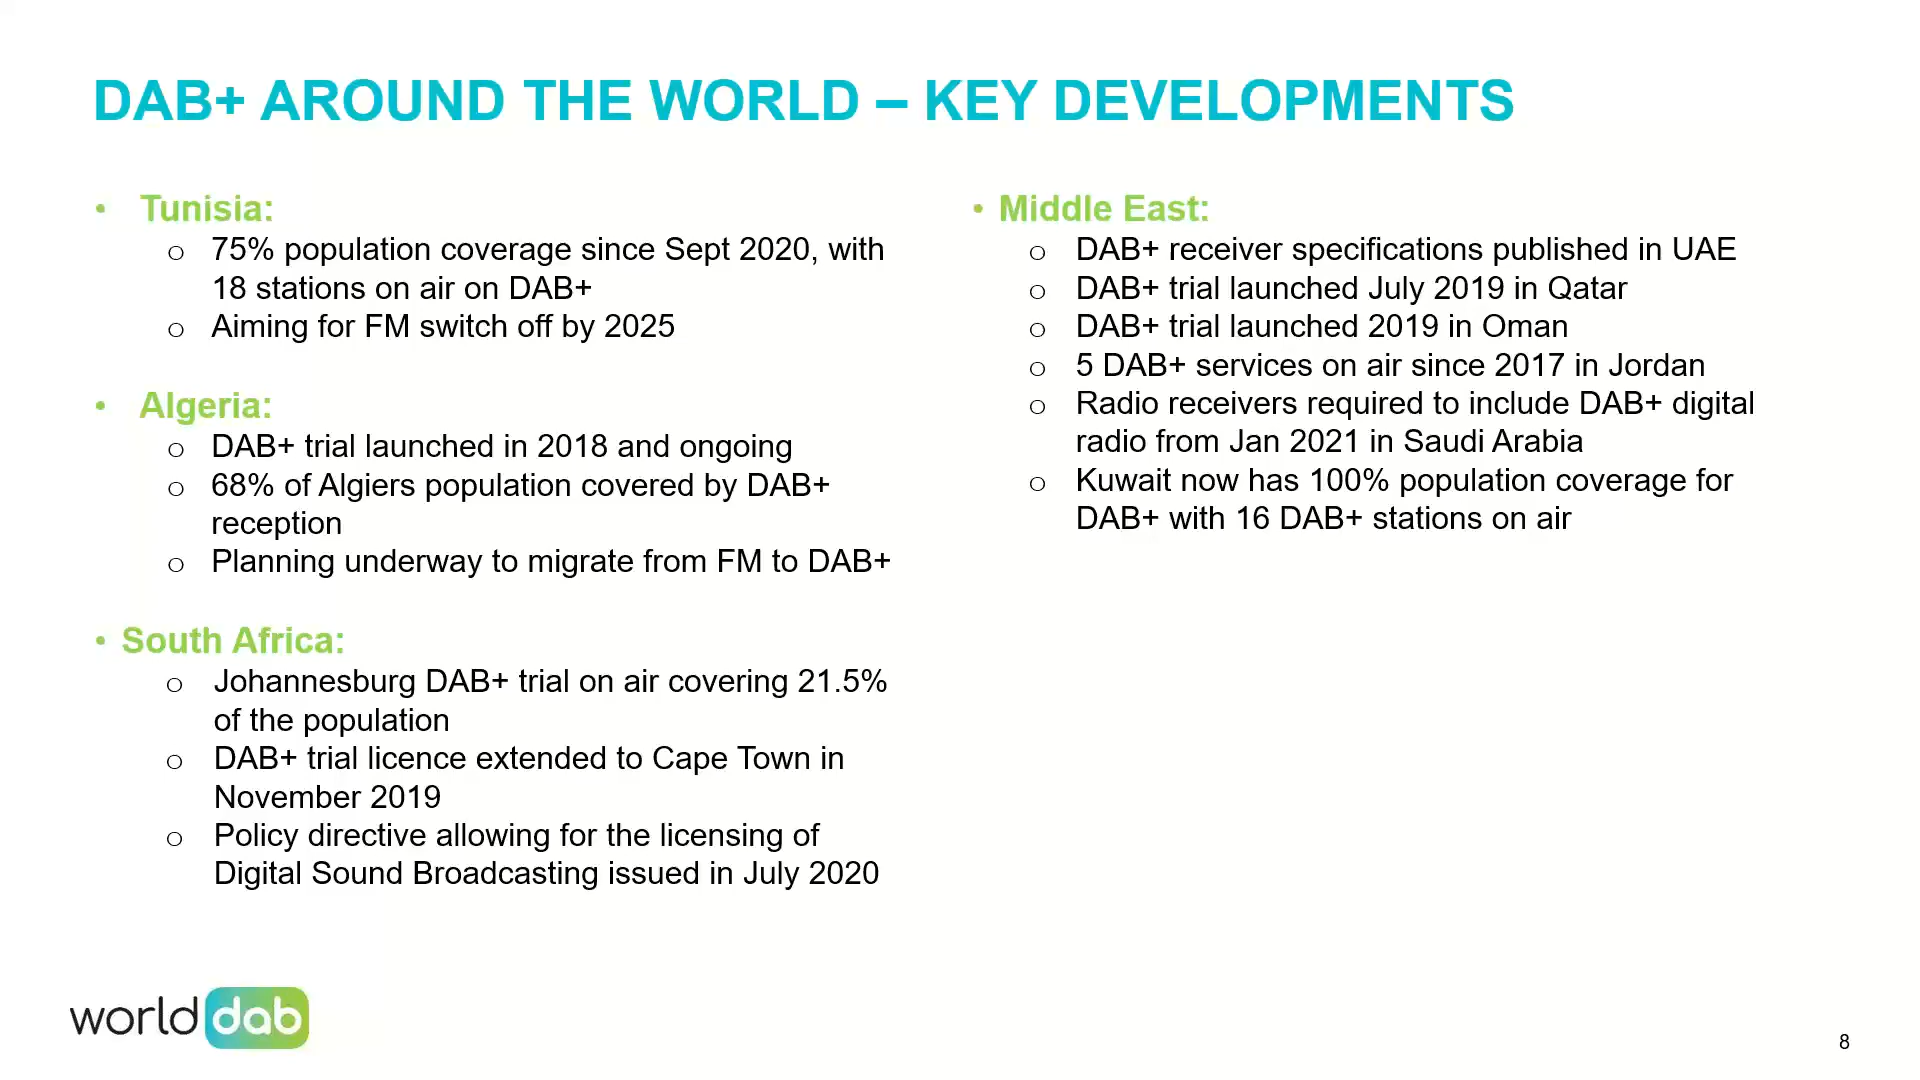 DAB+ AROUND THE WORLD – KEY DEVELOPMENTS
• Tunisia:
o 75% population coverage since Sept 2020, with
18 stations on air on DAB+
o Aiming for FM switch off by 2025
• Algeria:
o DAB+ trial launched in 2018 and ongoing
o 68% of Algiers population covered by DAB+
reception
o Planning underway to migrate from FM to DAB+
• South Africa:
o Johannesburg DAB+ trial on air covering 21.5%
of the population
o DAB+ trial licence extended to Cape Town in
November 2019
o Policy directive allowing for the licensing of
Digital Sound Broadcasting issued in July 2020
• Middle East:
o DAB+ receiver specifications published in UAE
o DAB+ trial launched July 2019 in Qatar
o DAB+ trial launched 2019 in Oman
o 5 DAB+ services on air since 2017 in Jordan
o Radio receivers required to include DAB+ digital
radio from Jan 2021 in Saudi Arabia
o Kuwait now has 100% population coverage for
DAB+ with 16 DAB+ stations on air
world dab
8